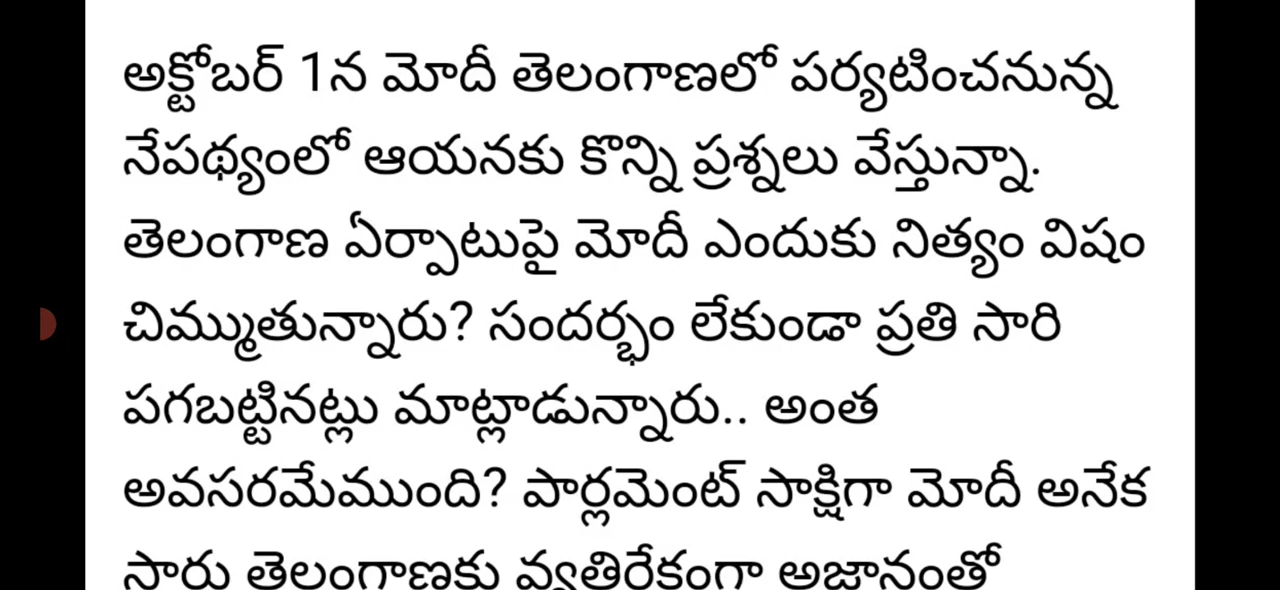 అక్టోబర్ 1న మోదీ తెలంగాణలో పర్యటించనున్న
నేపథ్యంలో ఆయనకు కొన్ని ప్రశ్నలు వేస్తున్నా.
తెలంగాణ ఏర్పాటుపై మోదీ ఎందుకు నిత్యం విషం
చిమ్ముతున్నారు? సందర్భం లేకుండా ప్రతి సారి
పగబట్టినట్లు మాట్లాడున్నారు.. అంత
అవసరమేముంది? పార్లమెంట్ సాక్షిగా మోదీ అనేక
సారు తెలంగాణకు వ్యతిరేకంగా అజ్ఞానంతో